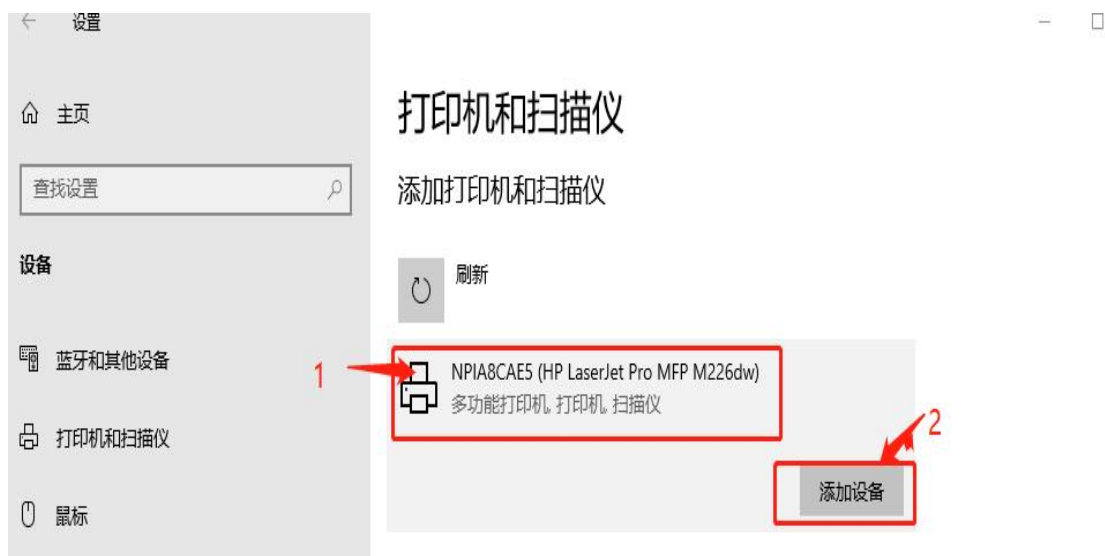 设置
主页
查找设置
设备
蓝牙和其他设备
打印机和扫描仪
鼠标
打印机和扫描仪
添加打印机和扫描仪
刷新
1
NPIA8CAE5 (HP LaserJet Pro MFP M226dw)
多功能打印机, 打印机, 扫描仪
2
添加设备